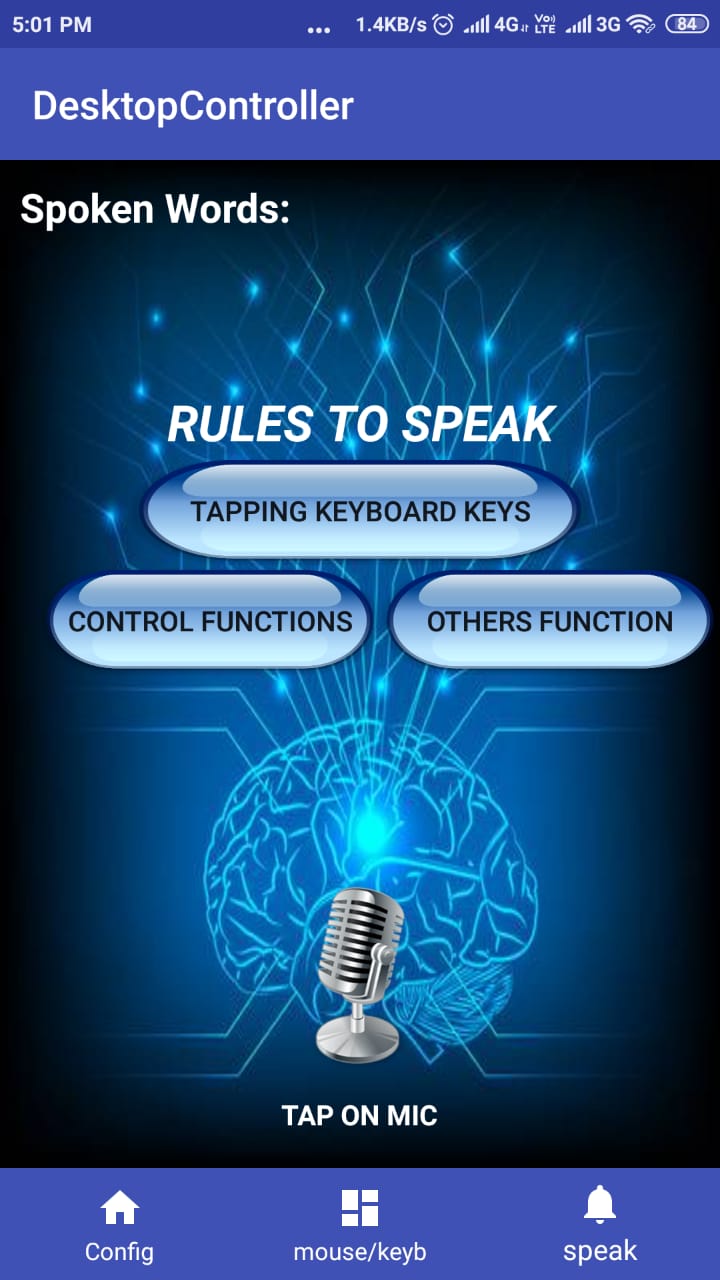 5:01 PM ... 1.4KB/s 4G Vo) LTE 3G 84
DesktopController
Spoken Words:
RULES TO SPEAK
TAPPING KEYBOARD KEYS
CONTROL FUNCTIONS OTHERS FUNCTION
TAP ON MIC
Config mouse/keyb speak